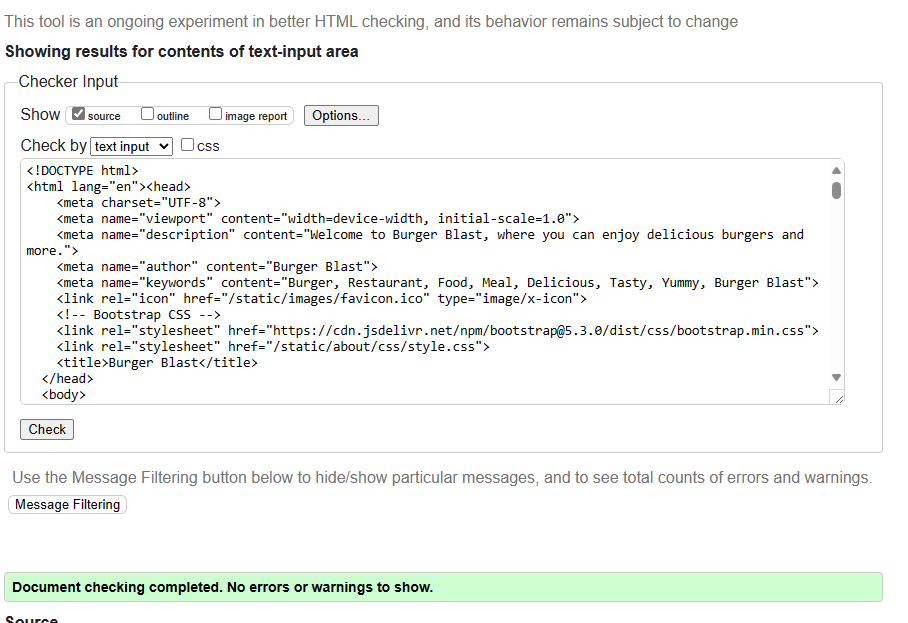 This tool is an ongoing experiment in better HTML checking, and its behavior remains subject to change
Showing results for contents of text-input area
Checker Input
Show source outline image report Options...
Check by text input css
<!DOCTYPE html>
<html lang="en"><head>
<meta charset="UTF-8">
<meta name="viewport" content="width=device-width, initial-scale=1.0">
<meta name="description" content="Welcome to Burger Blast, where you can enjoy delicious burgers and
more.">
<meta name="author" content="Burger Blast">
<meta name="keywords" content="Burger, Restaurant, Food, Meal, Delicious, Tasty, Yummy, Burger Blast">
<link rel="icon" href="/static/images/favicon.ico" type="image/x-icon">
<!-- Bootstrap CSS -->
<link rel="stylesheet" href="https://cdn.jsdelivr.net/npm/bootstrap@5.3.0/dist/css/bootstrap.min.css">
<link rel="stylesheet" href="/static/about/css/style.css">
<title>Burger Blast</title>
</head>
<body>
Check
Use the Message Filtering button below to hide/show particular messages, and to see total counts of errors and warnings.
Message Filtering
Document checking completed. No errors or warnings to show.
Source